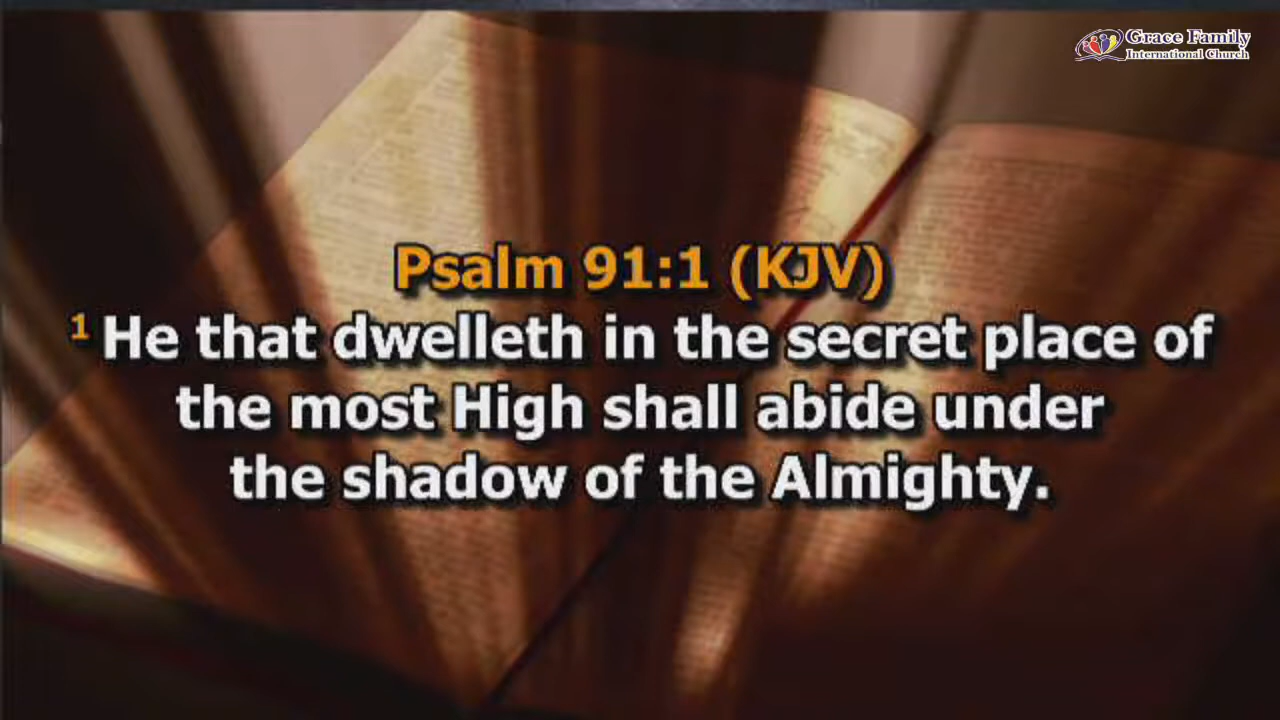 Grace Family
International Church
Psalm 91:1 (KJV)
1 He that dwelleth in the secret place of
the most High shall abide under
the shadow of the Almighty.